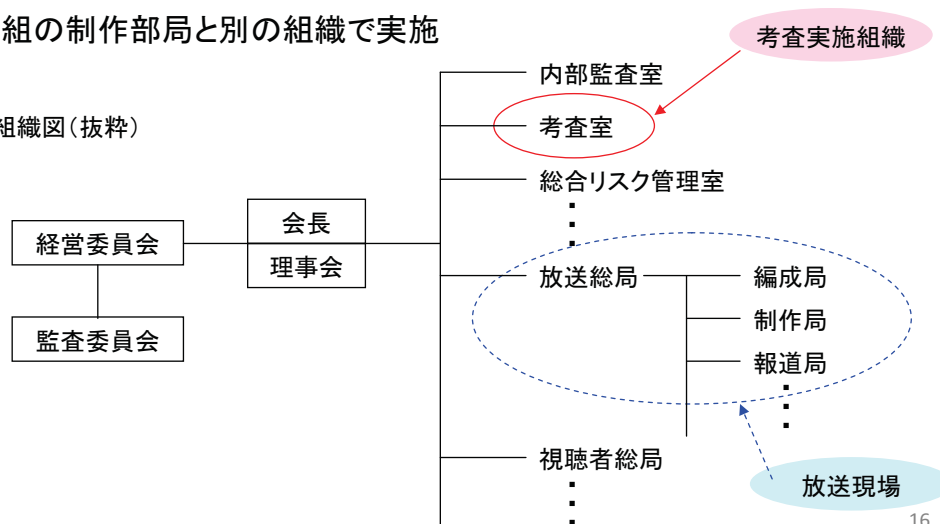 組の制作部局と別の組織で実施
考査実施組織
内部監査室
組織図(抜粋)
考査室
総合リスク管理室
会長
経営委員会
理事会
放送総局
編成局
制作局
監査委員会
報道局
視聴者総局
放送現場
16